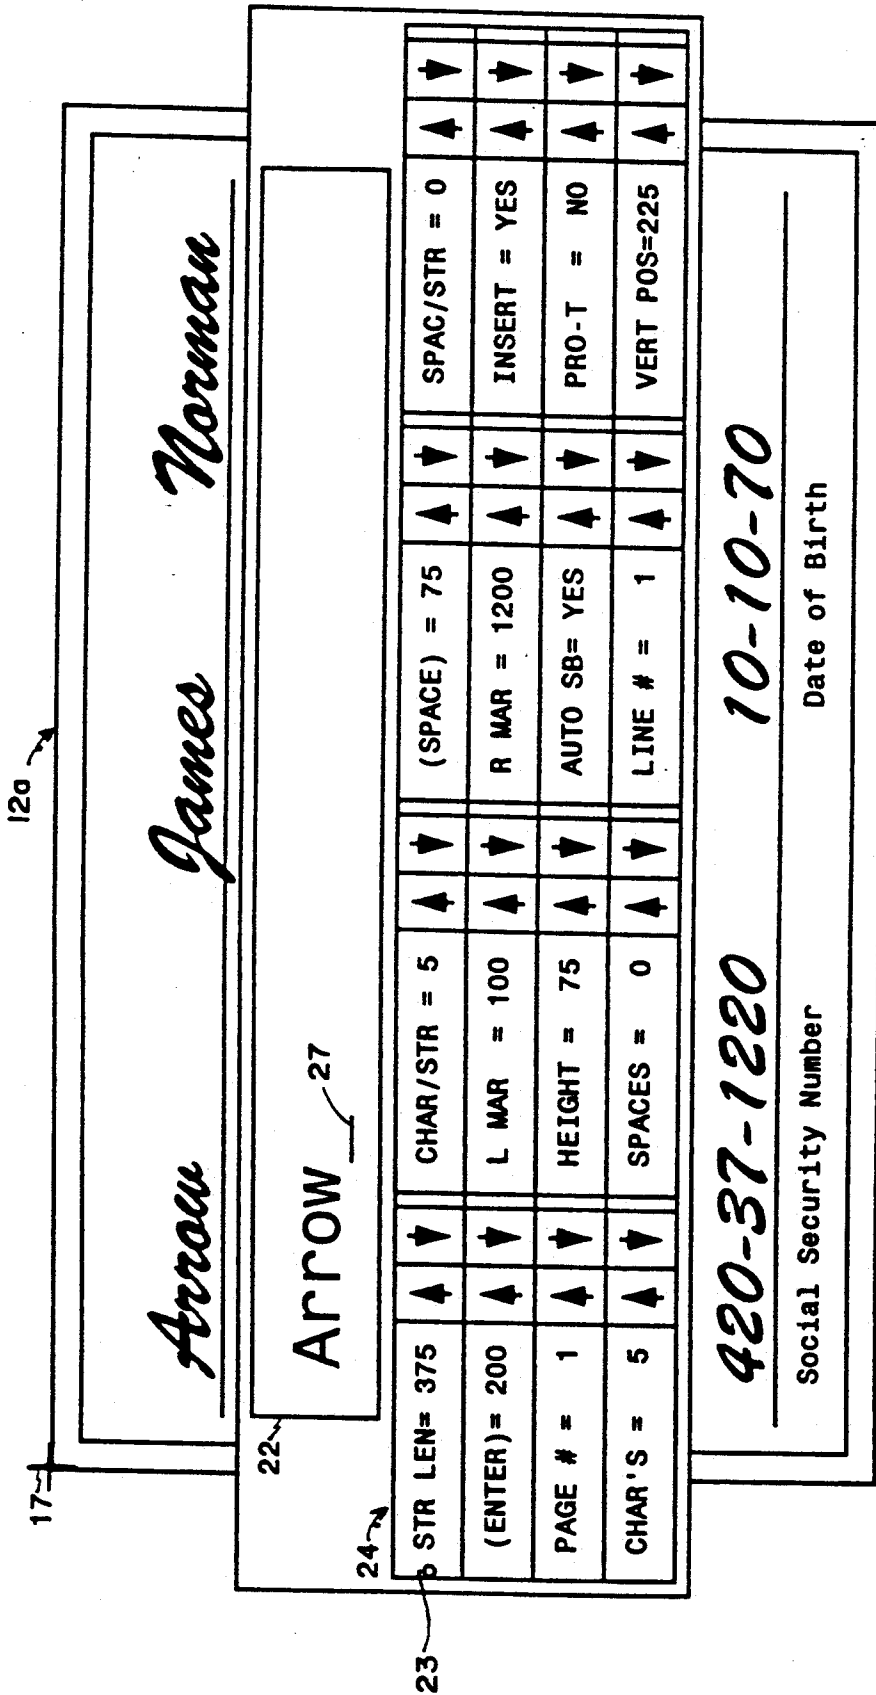 12a
17
Arrow James Norman
22
Arrow_ 27
24
23
STR LEN= 375 CHAR/STR = 5 (SPACE) = 75 SPAC/STR = 0
(ENTER)= 200 L MAR = 100 R MAR = 1200 INSERT = YES
PAGE # = 1 HEIGHT = 75 AUTO SB= YES PRO-T = NO
CHAR'S = 5 SPACES = 0 LINE # = 1 VERT POS=225
420-37-1220 10-10-70
Social Security Number Date of Birth